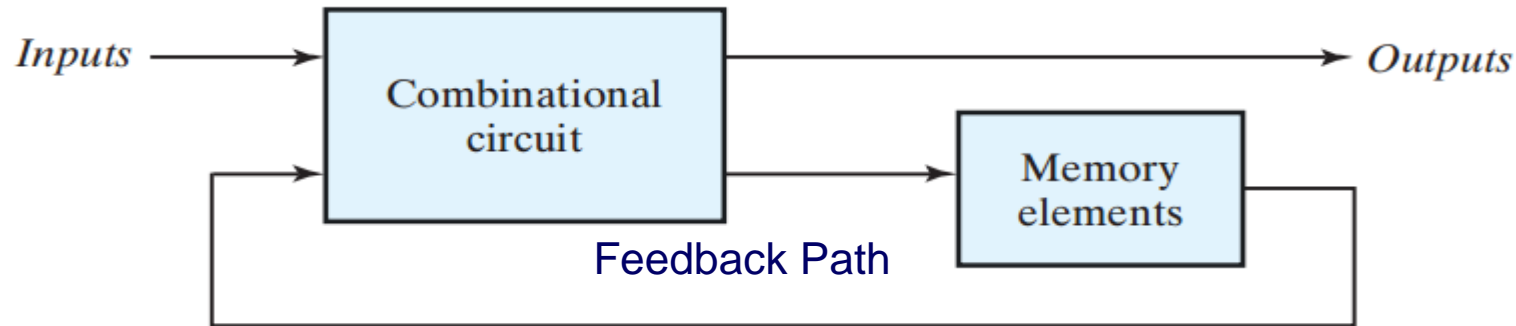 Inputs
Combinational
circuit
Outputs
Memory
elements
Feedback Path